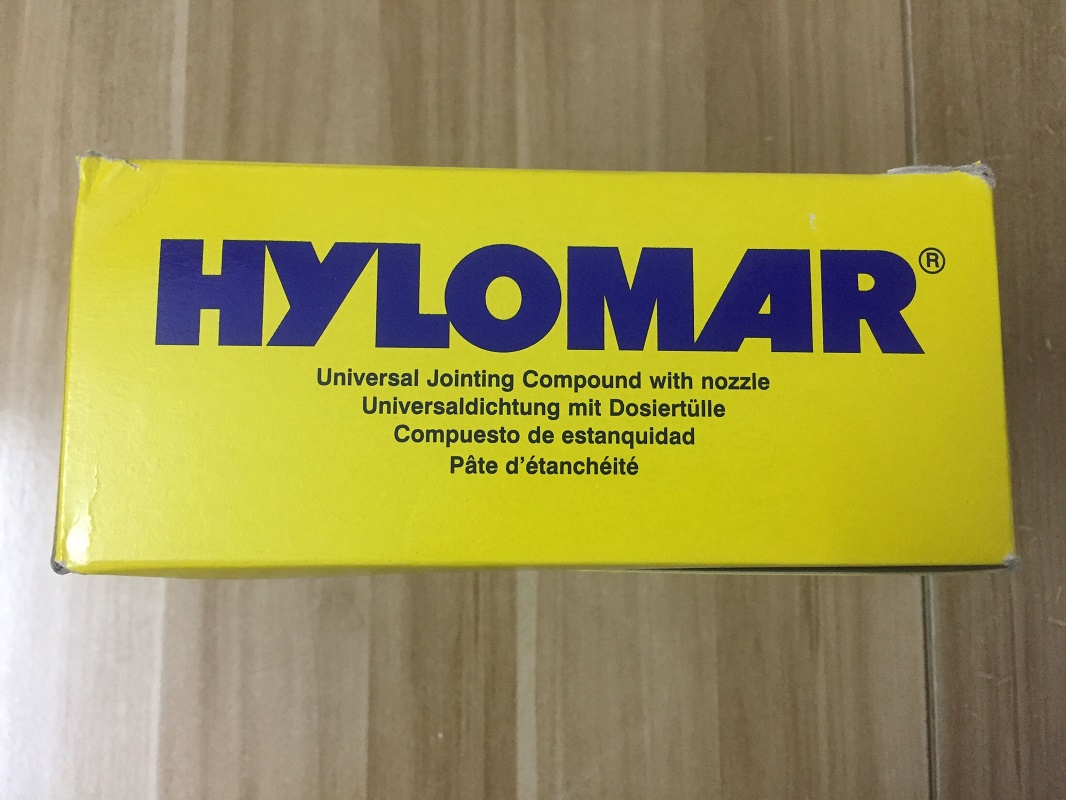 HYLOMAR®
Universal Jointing Compound with nozzle
Universaldichtung mit Dosiertülle
Compuesto de estanquidad
Pâte d'étanchéité